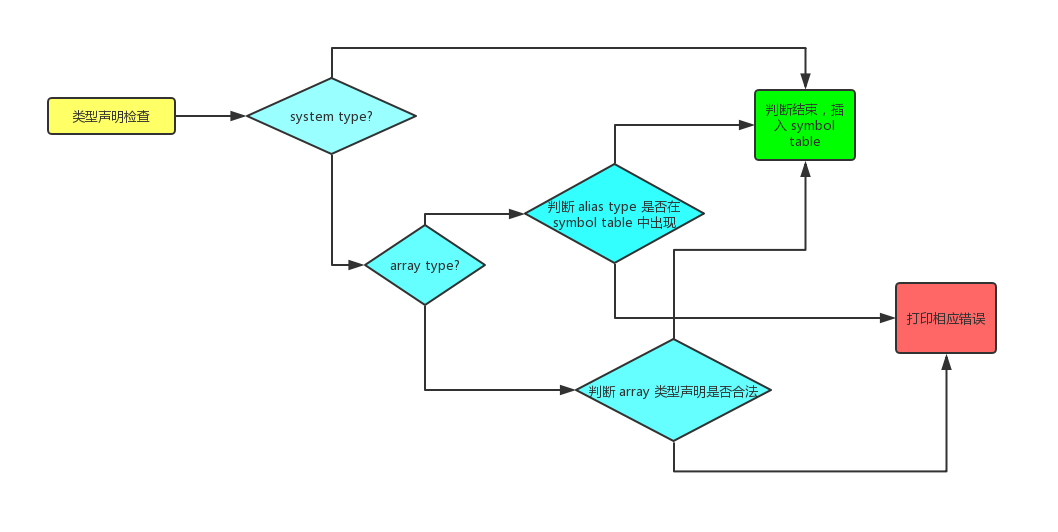 类型声明检查
system type?
判断结束，插
入 symbol
table
判断 alias type 是否在
symbol table 中出现
array type?
打印相应错误
判断 array 类型声明是否合法